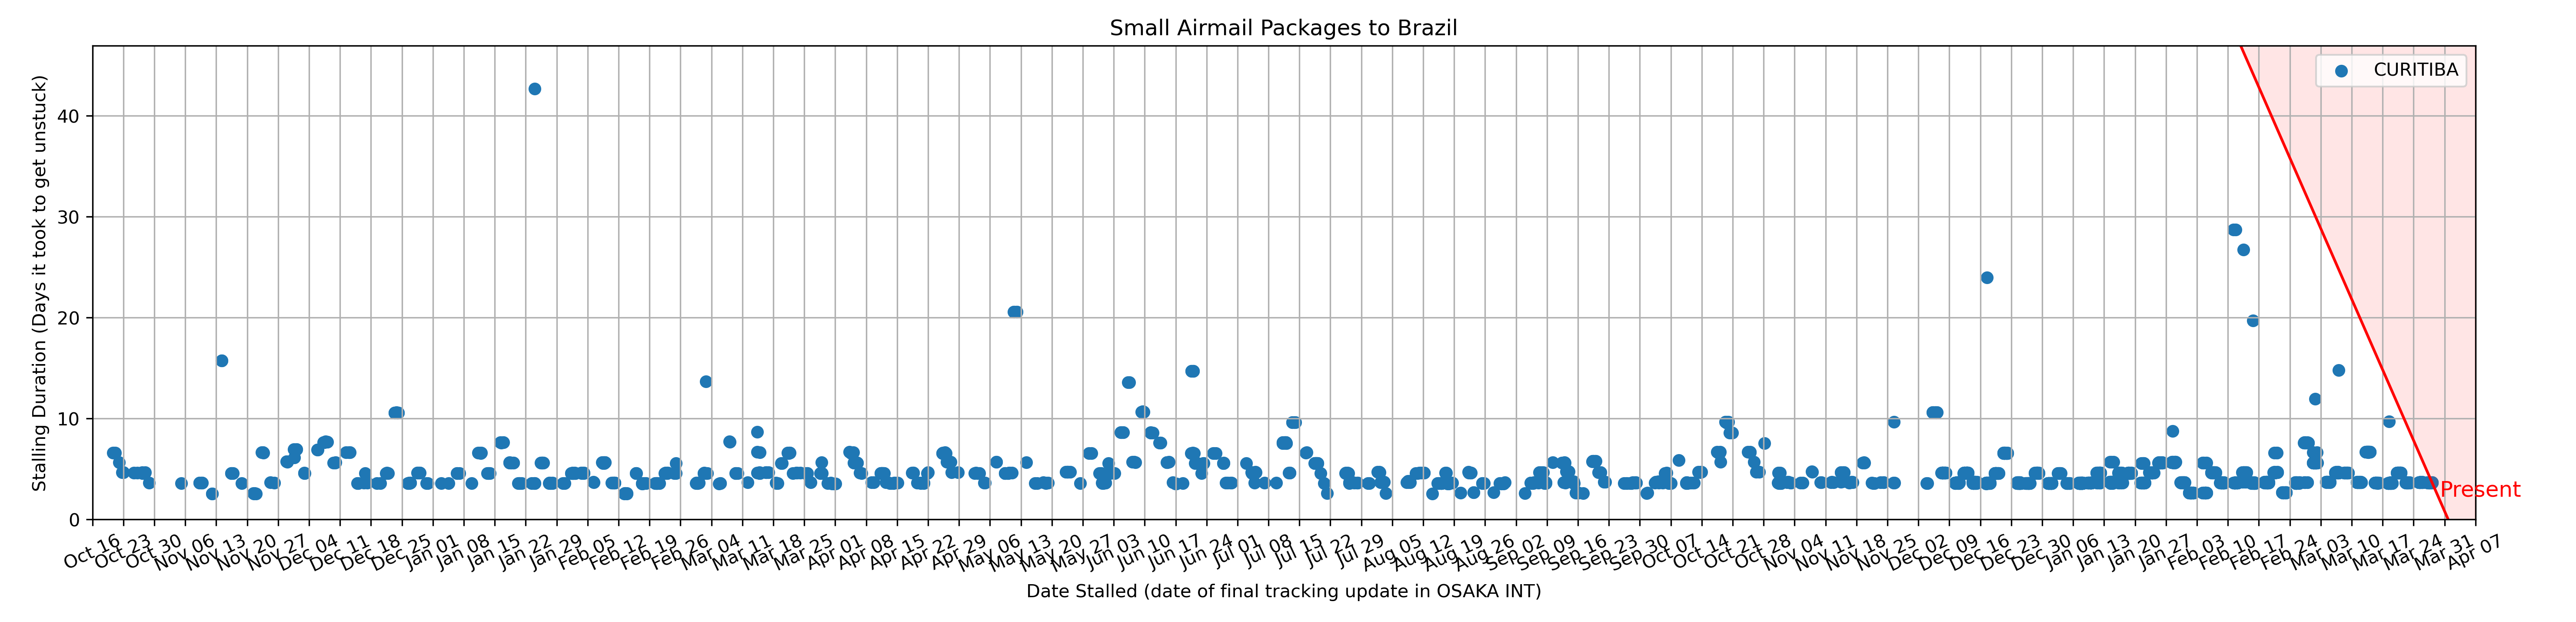 Small Airmail Packages to Brazil
CURITIBA
Stalling Duration (Days it took to get unstuck)
40
30
20
10
0
Present
Oct 16
Oct 23
Oct 30
Nov 06
Nov 13
Nov 20
Nov 27
Dec 04
Dec 11
Dec 18
Dec 25
Jan 01
Jan 08
Jan 15
Jan 22
Jan 29
Feb 05
Feb 12
Feb 19
Feb 26
Mar 04
Mar 11
Mar 18
Mar 25
Apr 01
Apr 08
Apr 15
Apr 22
Apr 29
May 06
May 13
May 20
May 27
Jun 03
Jun 10
Jun 17
Jun 24
Jul 01
Jul 08
Jul 15
Jul 22
Jul 29
Aug 05
Aug 12
Aug 19
Aug 26
Sep 02
Sep 09
Sep 16
Sep 23
Sep 30
Oct 07
Oct 14
Oct 21
Oct 28
Nov 04
Nov 11
Nov 18
Nov 25
Dec 02
Dec 09
Dec 16
Dec 23
Dec 30
Jan 06
Jan 13
Jan 20
Jan 27
Feb 03
Feb 10
Feb 17
Feb 24
Mar 03
Mar 10
Mar 17
Mar 24
Mar 31
Apr 07
Date Stalled (date of final tracking update in OSAKA INT)